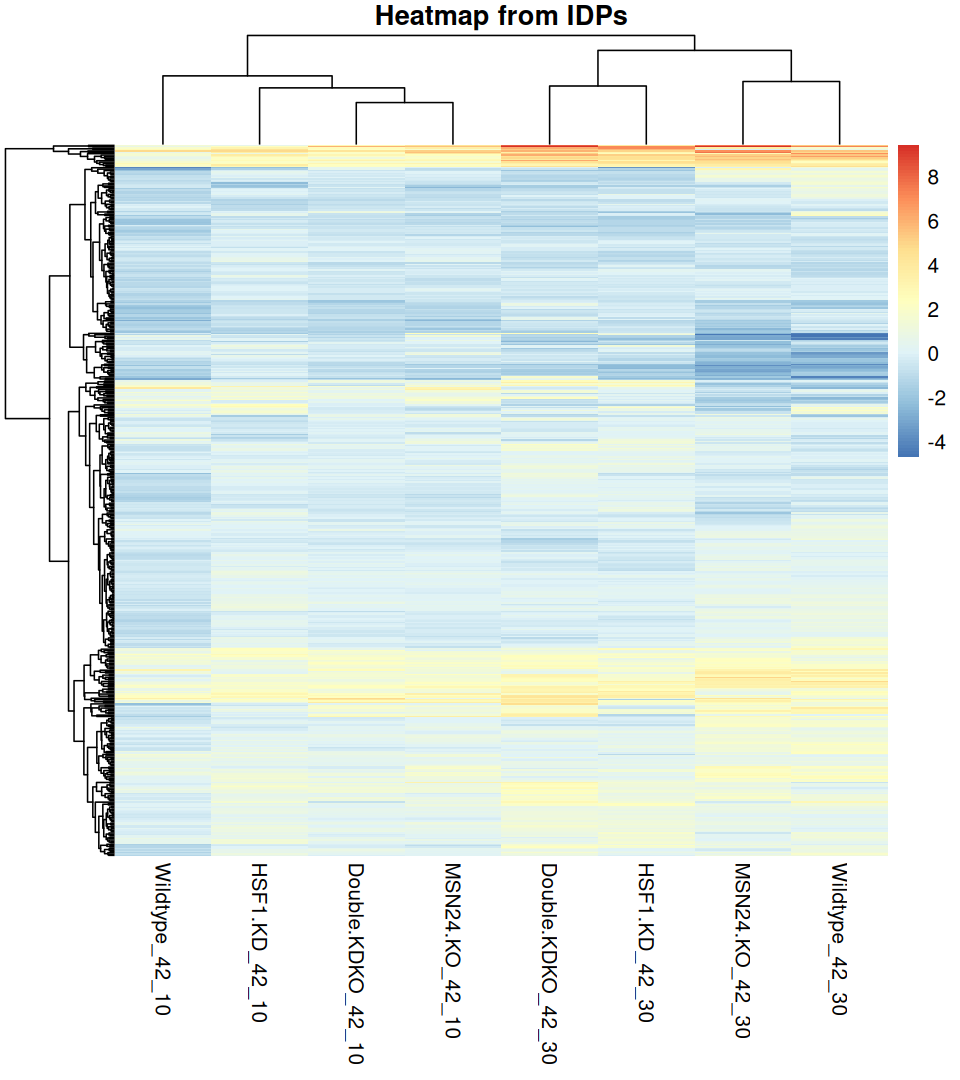 Heatmap from IDPs
8
6
4
2
0
-2
-4
Wildtype_42_10
HSF1.KD_42_10
Double.KDKO_42_10
MSN24.KO_42_10
Double.KDKO_42_30
HSF1.KD_42_30
MSN24.KO_42_30
Wildtype_42_30